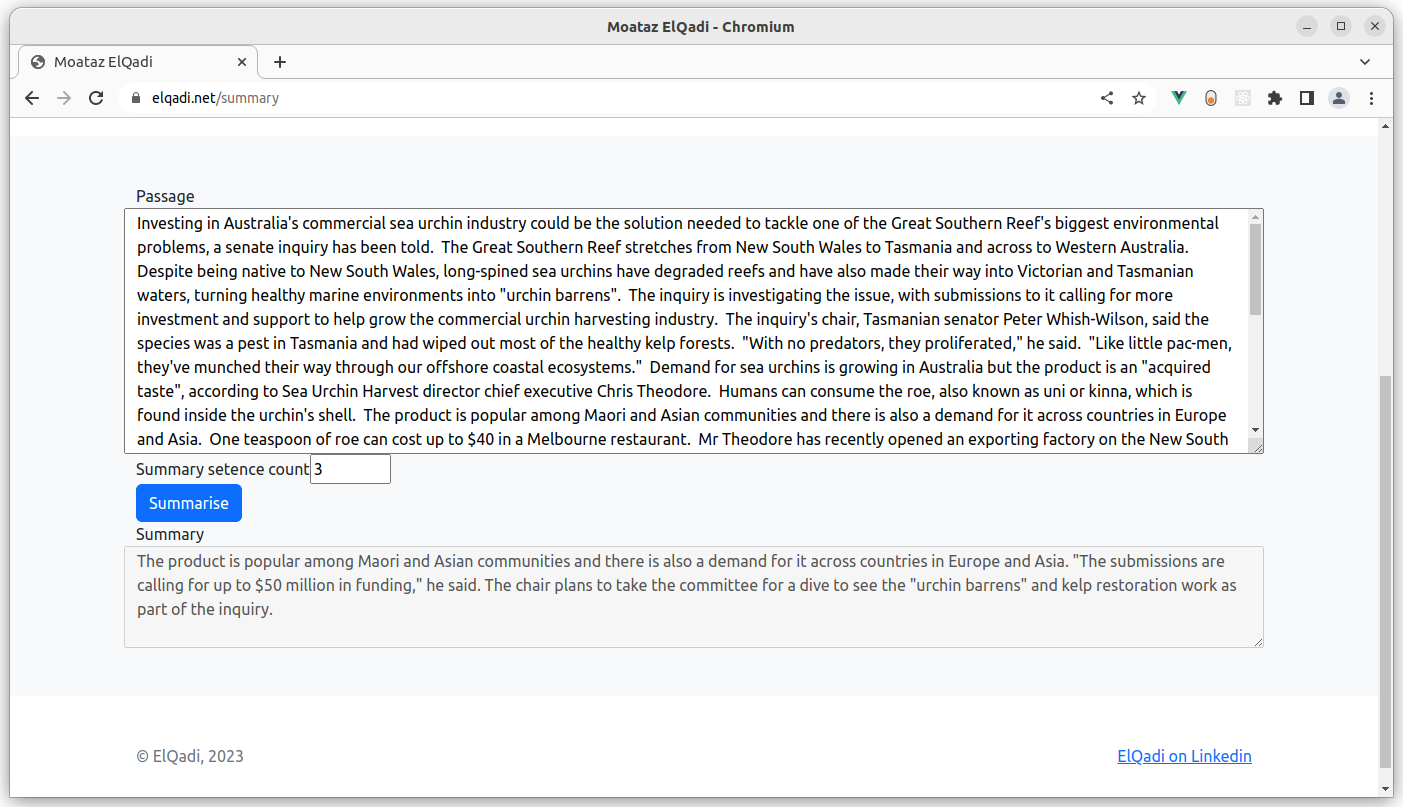 Moataz ElQadi - Chromium
Moataz ElQadi
elqadi.net/summary
Passage
Investing in Australia's commercial sea urchin industry could be the solution needed to tackle one of the Great Southern Reef's biggest environmental
problems, a senate inquiry has been told.  The Great Southern Reef stretches from New South Wales to Tasmania and across to Western Australia.
Despite being native to New South Wales, long-spined sea urchins have degraded reefs and have also made their way into Victorian and Tasmanian
waters, turning healthy marine environments into "urchin barrens".  The inquiry is investigating the issue, with submissions to it calling for more
investment and support to help grow the commercial urchin harvesting industry.  The inquiry's chair, Tasmanian senator Peter Whish-Wilson, said the
species was a pest in Tasmania and had wiped out most of the healthy kelp forests.  "With no predators, they proliferated," he said.  "Like little pac-men,
they've munched their way through our offshore coastal ecosystems."  Demand for sea urchins is growing in Australia but the product is an "acquired
taste", according to Sea Urchin Harvest director chief executive Chris Theodore.  Humans can consume the roe, also known as uni or kinna, which is
found inside the urchin's shell.  The product is popular among Maori and Asian communities and there is also a demand for it across countries in Europe
and Asia.  One teaspoon of roe can cost up to $40 in a Melbourne restaurant.  Mr Theodore has recently opened an exporting factory on the New South
Summary setence count 3
Summarise
Summary
The product is popular among Maori and Asian communities and there is also a demand for it across countries in Europe and Asia. "The submissions are
calling for up to $50 million in funding," he said. The chair plans to take the committee for a dive to see the "urchin barrens" and kelp restoration work as
part of the inquiry.
© ElQadi, 2023
ElQadi on Linkedin